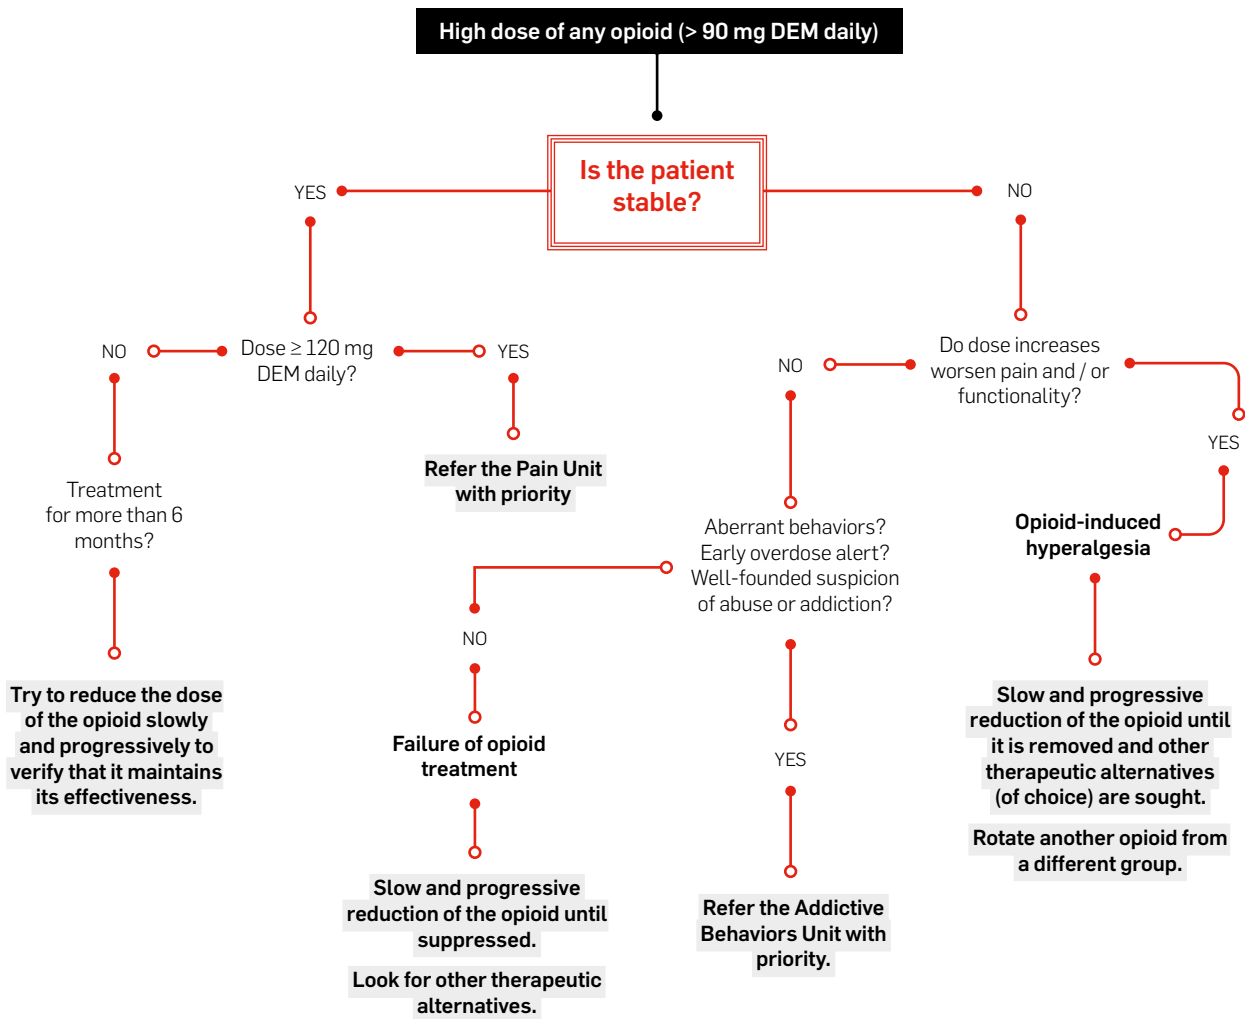 High dose of any opioid (> 90 mg DEM daily)
Is the patient
stable?
YES
NO
Dose ≥ 120 mg
DEM daily?
NO
YES
Refer the Pain Unit
with priority
Treatment
for more than 6
months?
Try to reduce the dose
of the opioid slowly
and progressively to
verify that it maintains
its effectiveness.
Do dose increases
worsen pain and / or
functionality?
NO
YES
Aberrant behaviors?
Early overdose alert?
Well-founded suspicion
of abuse or addiction?
NO
Failure of opioid
treatment
Slow and progressive
reduction of the opioid until
suppressed.
Look for other therapeutic
alternatives.
YES
Refer the Addictive
Behaviors Unit with
priority.
Opioid-induced
hyperalgesia
Slow and progressive
reduction of the opioid until
it is removed and other
therapeutic alternatives
(of choice) are sought.
Rotate another opioid from
a different group.